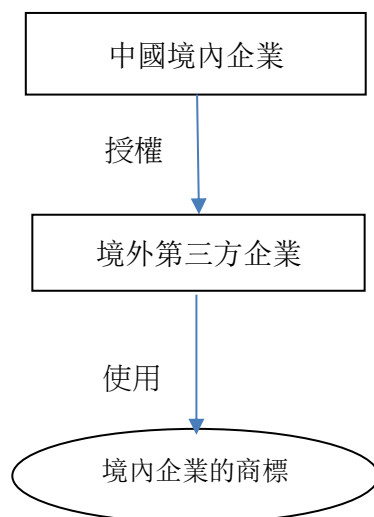 中國境內企業
授權
境外第三方企業
使用
境內企業的商標